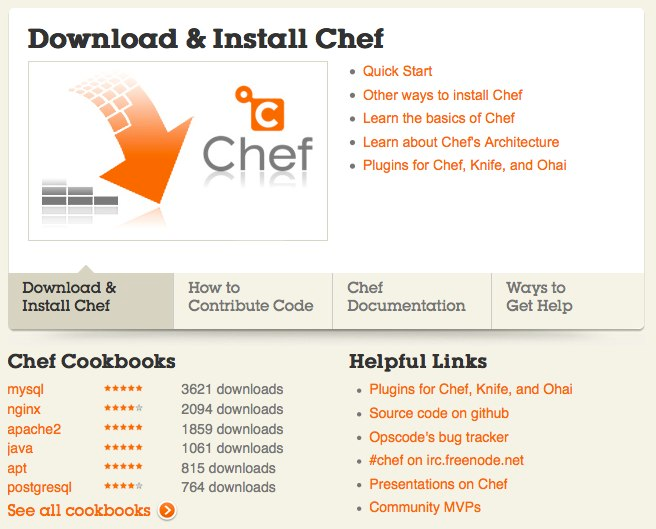 Download & Install Chef
Chef
Quick Start
Other ways to install Chef
Learn the basics of Chef
Learn about Chef's Architecture
Plugins for Chef, Knife, and Ohai
Download &
Install Chef
How to
Contribute Code
Chef
Documentation
Ways to
Get Help
Chef Cookbooks
mysql ★★★★★ 3621 downloads
nginx ★★★★☆ 2094 downloads
apache2 ★★★★★ 1859 downloads
java ★★★★★ 1061 downloads
apt ★★★★★ 815 downloads
postgresql ★★★★☆ 764 downloads
See all cookbooks
Helpful Links
Plugins for Chef, Knife, and Ohai
Source code on github
Opscode's bug tracker
#chef on irc.freenode.net
Presentations on Chef
Community MVPs